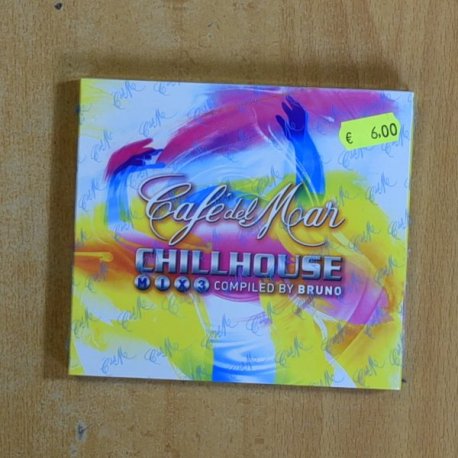 € 6,00
Café del Mar
CHILLHOUSE
MIX 3 COMPILED BY BRUNO